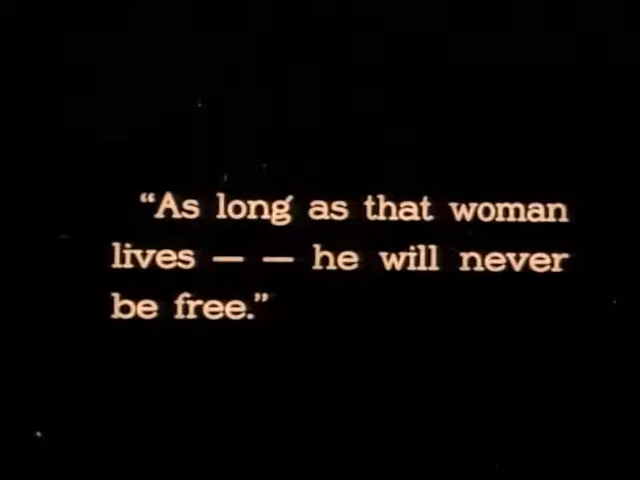 “As long as that woman
lives — — he will never
be free.”